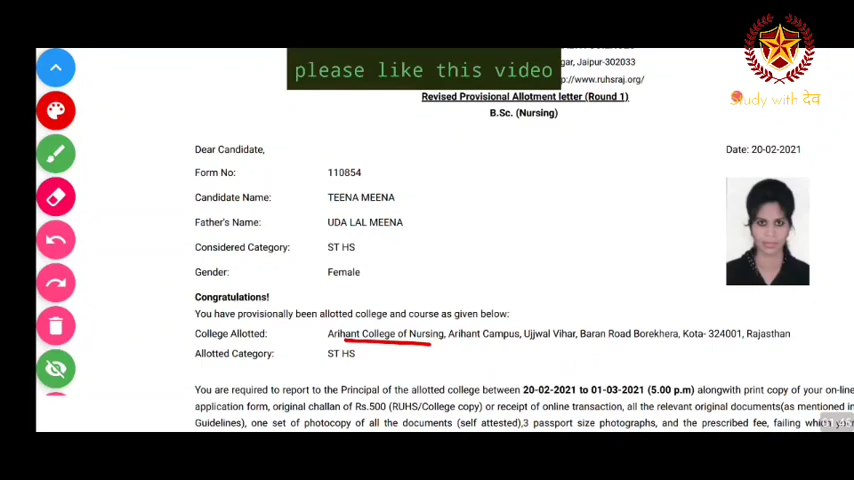 please like this video
gar, Jaipur-302033
p://www.ruhsraj.org/
Study with देव
Revised Provisional Allotment letter (Round 1)
B.Sc. (Nursing)
Dear Candidate,
Date: 20-02-2021
Form No: 110854
Candidate Name: TEENA MEENA
Father's Name: UDA LAL MEENA
Considered Category: ST HS
Gender: Female
Congratulations!
You have provisionally been allotted college and course as given below:
College Allotted: Arihant College of Nursing, Arihant Campus, Ujjwal Vihar, Baran Road Borekhera, Kota- 324001, Rajasthan
Allotted Category: ST HS
You are required to report to the Principal of the allotted college between 20-02-2021 to 01-03-2021 (5.00 p.m) alongwith print copy of your on-line
application form, original challan of Rs.500 (RUHS/College copy) or receipt of online transaction, all the relevant original documents(as mentioned in
Guidelines), one set of photocopy of all the documents (self attested),3 passport size photographs, and the prescribed fee, failing which